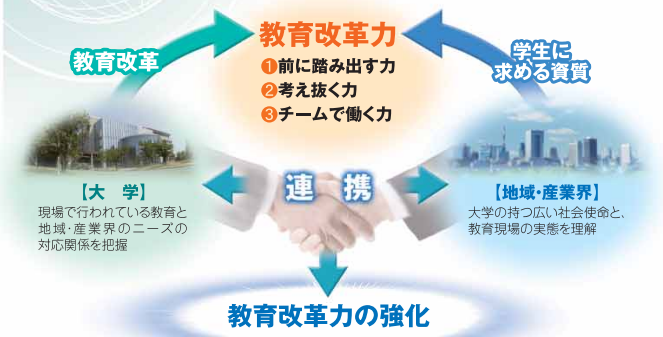 教育改革力
❶前に踏み出す力
❷考え抜く力
❸チームで働く力
教育改革
学生に
求める資質
連　携
【大　学】
現場で行われている教育と
地域・産業界のニーズの
対応関係を把握
【地域・産業界】
大学の持つ広い社会使命と、
教育現場の実態を理解
教育改革力の強化